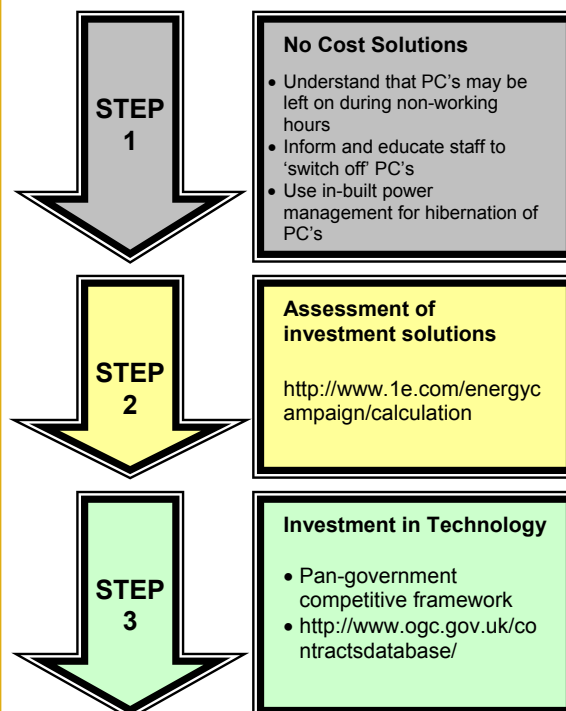 STEP
1
No Cost Solutions
• Understand that PC's may be
left on during non-working
hours
• Inform and educate staff to
‘switch off’ PC's
• Use in-built power
management for hibernation of
PC's
STEP
2
Assessment of
investment solutions
http://www.1e.com/energyc
ampaign/calculation
STEP
3
Investment in Technology
• Pan-government
competitive framework
• http://www.ogc.gov.uk/co
ntractsdatabase/